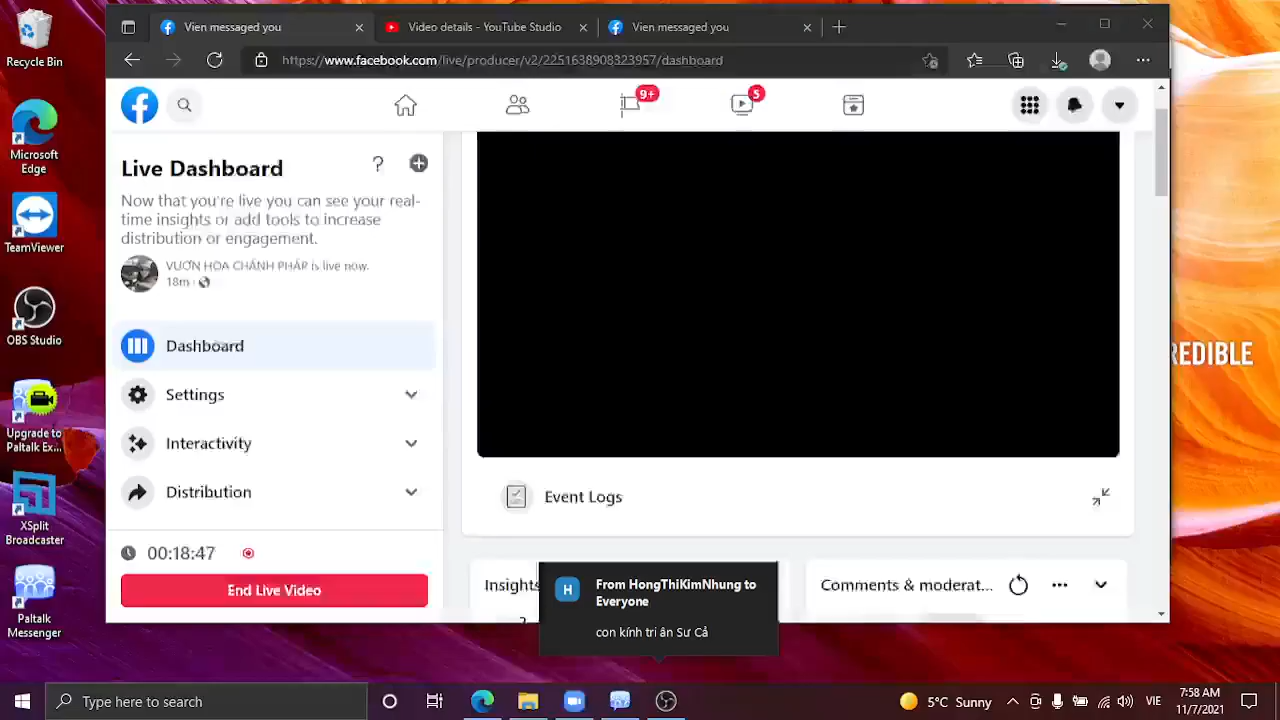 Recycle Bin
Microsoft
Edge
TeamViewer
OBS Studio
Upgrade to
Paltalk Ex...
XSplit
Broadcaster
Paltalk
Messenger
Vien messaged you
Video details - YouTube Studio
Vien messaged you
https://www.facebook.com/live/producer/v2/2251638908323957/dashboard
9+
5
Live Dashboard
?
Now that you're live you can see your real-
time insights or add tools to increase
distribution or engagement.
VƯỜN HOA CHÁNH PHÁP is live now.
18m
Dashboard
Settings
Interactivity
Distribution
00:18:47
End Live Video
Event Logs
Insights
Comments & moderat...
H
From HongThiKimNhung to
Everyone
con kính tri ân Sư Cả
REDIBLE
Type here to search
5°C Sunny
VIE
7:58 AM
11/7/2021